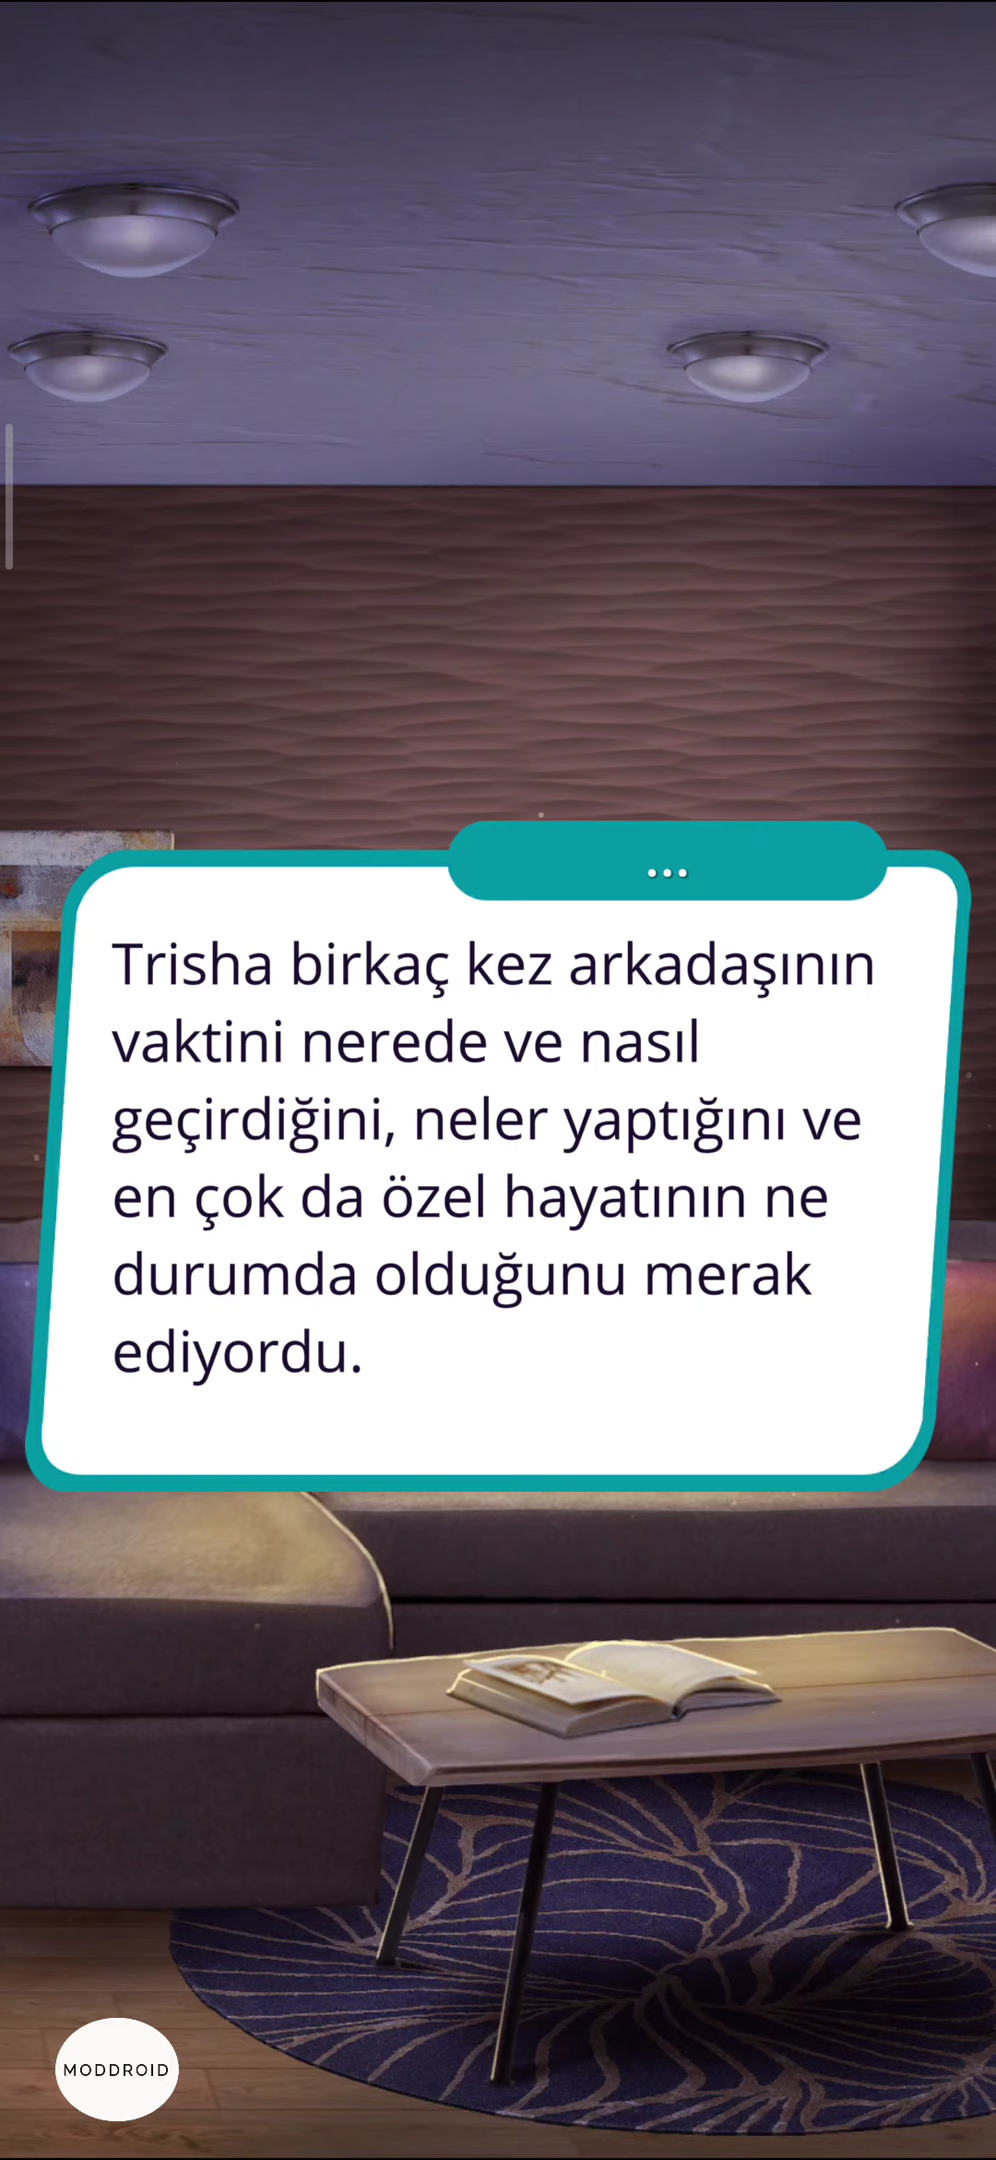 ...
Trisha birkaç kez arkadaşının
vaktini nerede ve nasıl
geçirdiğini, neler yaptığını ve
en çok da özel hayatının ne
durumda olduğunu merak
ediyordu.
MODDROID